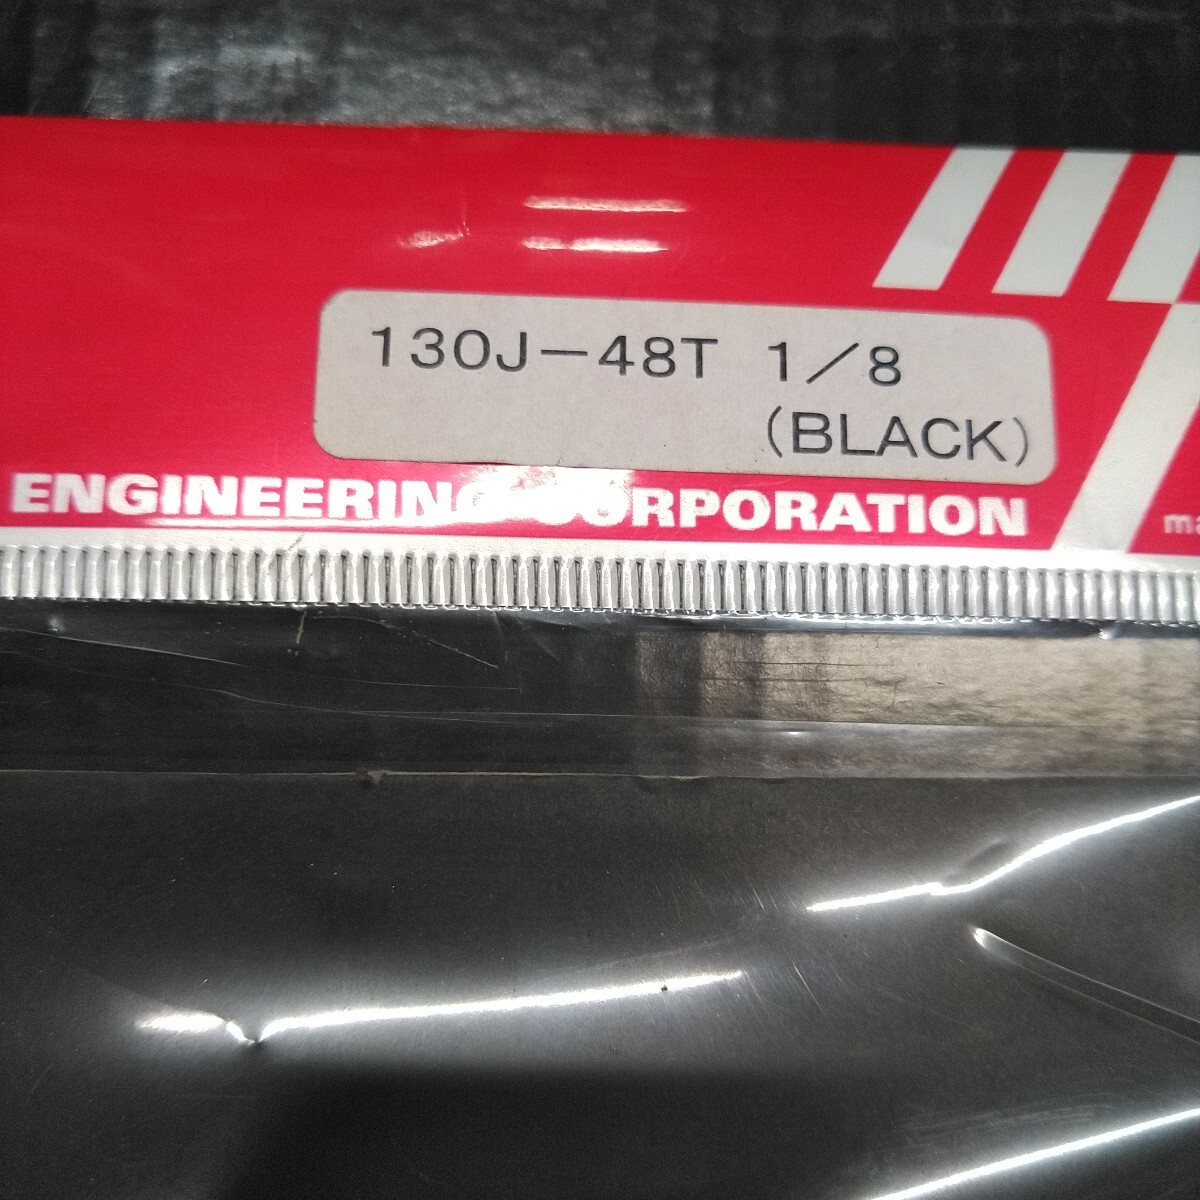 130J-48T 1/8
(BLACK)
ENGINEERING CORPORATION